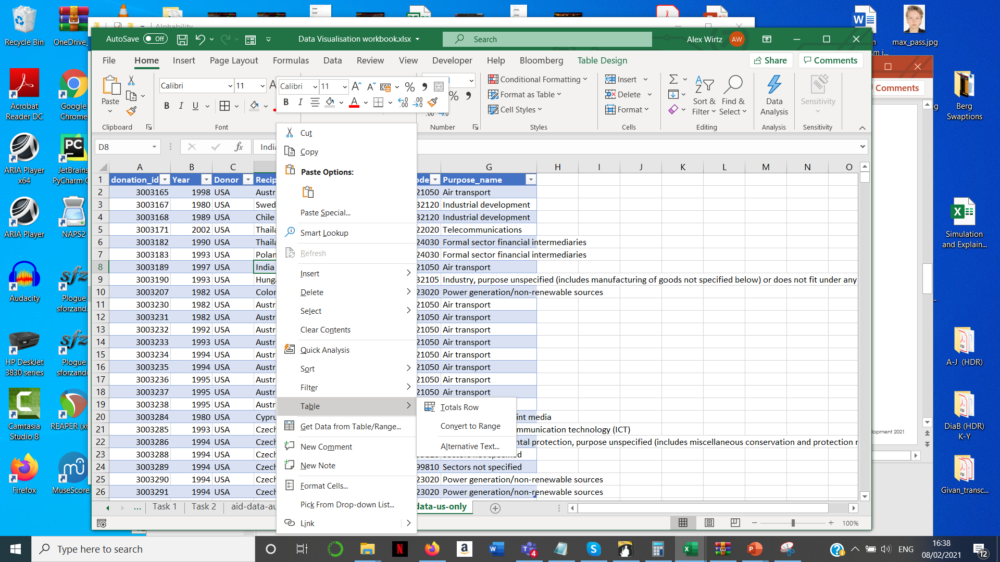 Recycle Bin
OneDrive_
max_pass.jpg
Alphability
AutoSave Off
Data Visualisation workbook.xlsx
Search
Alex Wirtz AW
File Home Insert Page Layout Formulas Data Review View Developer Help Bloomberg Table Design
Share Comments
Paste
Calibri 11
Calibri 11
B I U
B I
Conditional Formatting
Format as Table
Cell Styles
Insert
Delete
Format
Sort & Filter
Find & Select
Data Analysis
Sensitivity
Clipboard Font Number Styles Cells Editing Analysis Sensitivity
Comments
D8
fx
India
A B C G H I J K L M N O
1 donation_id Year Donor Recip ode Purpose_name
2 3003165 1998 USA Austr 21050 Air transport
3 3003167 1980 USA Swed 32120 Industrial development
4 3003168 1989 USA Chile 32120 Industrial development
5 3003171 2002 USA Thaila 22020 Telecommunications
6 3003182 1990 USA Thaila 24030 Formal sector financial intermediaries
7 3003183 1993 USA Polan 24030 Formal sector financial intermediaries
8 3003189 1997 USA India 21050 Air transport
9 3003190 1993 USA Hunga 32105 Industry, purpose unspecified (includes manufacturing of goods not specified below) or does not fit under any
10 3003207 1982 USA Color 23020 Power generation/non-renewable sources
11 3003230 1982 USA Austr 21050 Air transport
12 3003231 1982 USA Austr 21050 Air transport
13 3003232 1992 USA Austr 21050 Air transport
14 3003233 1993 USA Austr 21050 Air transport
15 3003234 1994 USA Austr 21050 Air transport
16 3003235 1994 USA Austr 21050 Air transport
17 3003236 1995 USA Austr 21050 Air transport
18 3003237 1995 USA Austr 21050 Air transport
19 3003238 1995 USA Austr
20 3003284 1980 USA Cypru int media
21 3003285 1993 USA Czech mmunication technology (ICT)
22 3003286 1994 USA Czech ntal protection, purpose unspecified (includes miscellaneous conservation and protection
23 3003288 1994 USA Czech Sectors not specified
24 3003289 1994 USA Czech 99810 Sectors not specified
25 3003290 1994 USA Czech 23020 Power generation/non-renewable sources
26 3003291 1994 USA Czech 23020 Power generation/non-renewable sources
Cut
Copy
Paste Options:
Paste Special...
Smart Lookup
Refresh
Insert
Delete
Select
Clear Contents
Quick Analysis
Sort
Filter
Table
Get Data from Table/Range...
New Comment
New Note
Format Cells...
Pick From Drop-down List...
Link
Totals Row
Convert to Range
Alternative Text...
... Task 1 Task 2 aid-data-au data-us-only
100%
Acrobat Reader DC
Google Chrome
ARIA Player x64
JetBrains PyCharm C
ARIA Player
NAPS2
Audacity
Plogue sforzand.
HP DeskJet 3830 series
Plogue sforzando
Camtasia Studio 8
REAPER (x6
Firefox
MuseScore
Berg Swaptions
Simulation and Explain...
A-J (HDR)
DiaB (HDR) K-Y
Givan_transc...
elopment 2021
Type here to search
ENG
16:38
08/02/2021
12